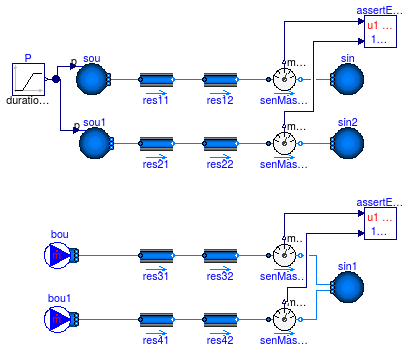 assertE...
P
sou
p
m...
u1 ...
1...
sin
duratio...
res11
res12
senMas...
sou1
p
m...
sin2
res21
res22
senMas...
assertE...
u1 ...
1...
bou
m...
res31
res32
senMas...
sin1
bou1
m...
res41
res42
senMas...